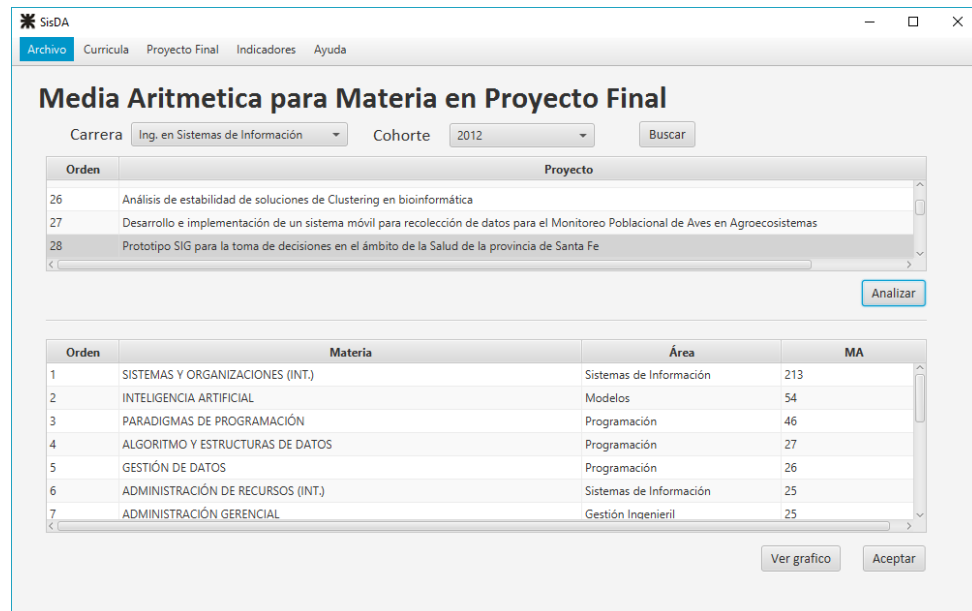 SisDA
Archivo Curricula Proyecto Final Indicadores Ayuda
Media Aritmetica para Materia en Proyecto Final
Carrera Ing. en Sistemas de Información Cohorte 2012 Buscar
Orden Proyecto
26 Análisis de estabilidad de soluciones de Clustering en bioinformática
27 Desarrollo e implementación de un sistema móvil para recolección de datos para el Monitoreo Poblacional de Aves en Agroecosistemas
28 Prototipo SIG para la toma de decisiones en el ámbito de la Salud de la provincia de Santa Fe
Analizar
Orden Materia Área MA
1 SISTEMAS Y ORGANIZACIONES (INT.) Sistemas de Información 213
2 INTELIGENCIA ARTIFICIAL Modelos 54
3 PARADIGMAS DE PROGRAMACIÓN Programación 46
4 ALGORITMO Y ESTRUCTURAS DE DATOS Programación 27
5 GESTIÓN DE DATOS Programación 26
6 ADMINISTRACIÓN DE RECURSOS (INT.) Sistemas de Información 25
7 ADMINISTRACIÓN GERENCIAL Gestión Ingenieril 25
Ver grafico Aceptar